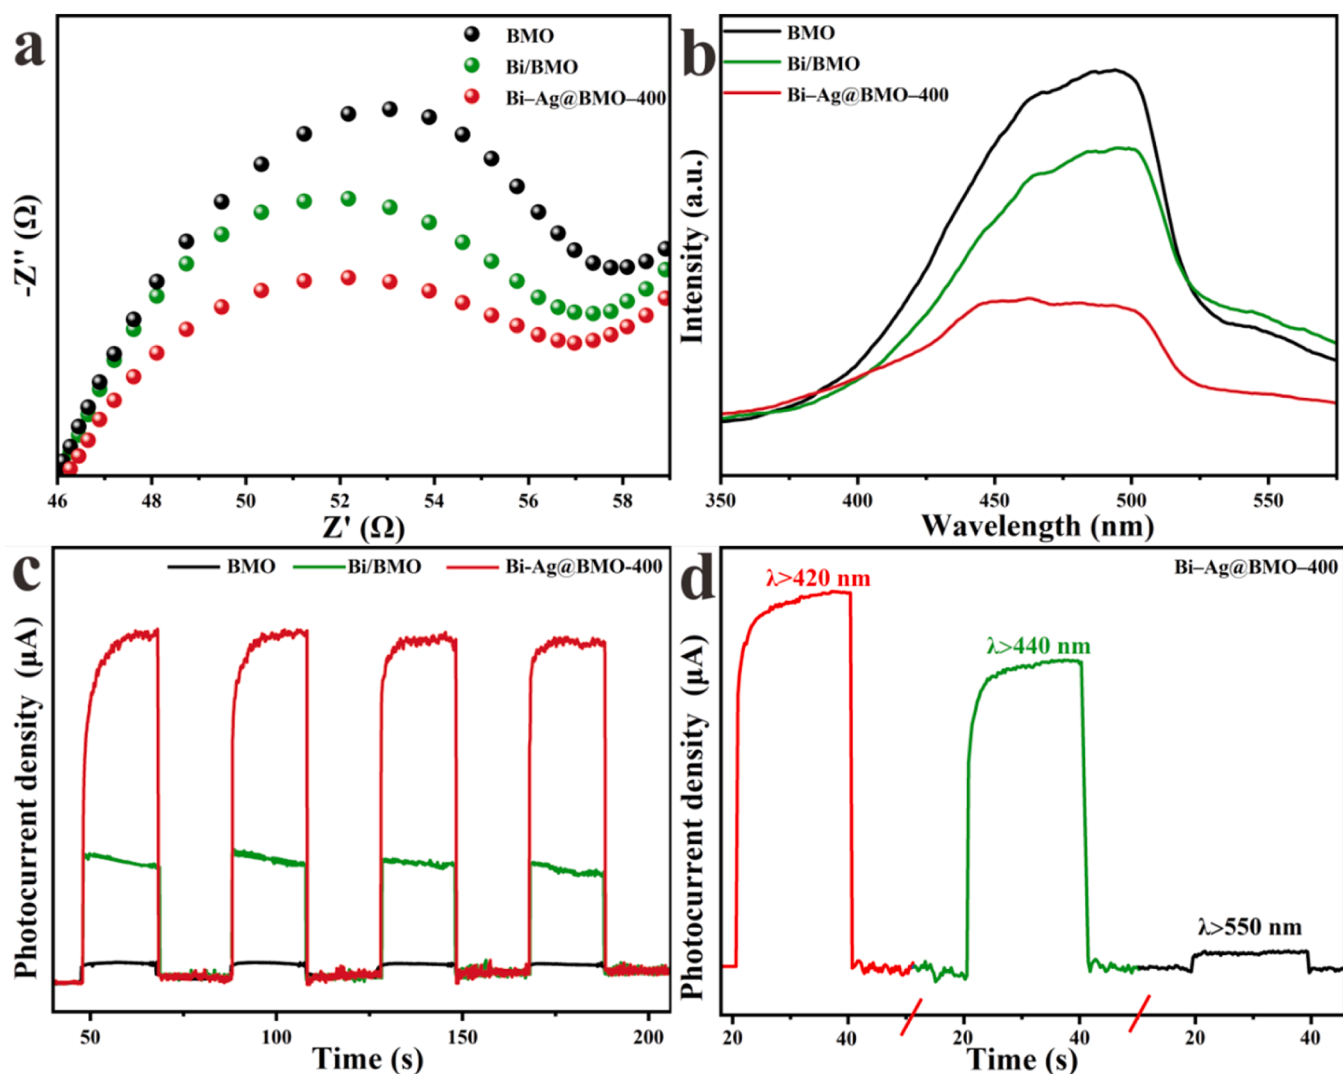 a
BMO
Bi/BMO
Bi–Ag@BMO–400
-Z'' (Ω)
46 48 50 52 54 56 58
Z' (Ω)
b
BMO
Bi/BMO
Bi–Ag@BMO–400
Intensity (a.u.)
350 400 450 500 550
Wavelength (nm)
c
BMO Bi/BMO Bi-Ag@BMO-400
Photocurrent density (μA)
50 100 150 200
Time (s)
d
Bi–Ag@BMO–400
λ>420 nm
λ>440 nm
λ>550 nm
Photocurrent density (μA)
20 40 20 40 20 40
Time (s)